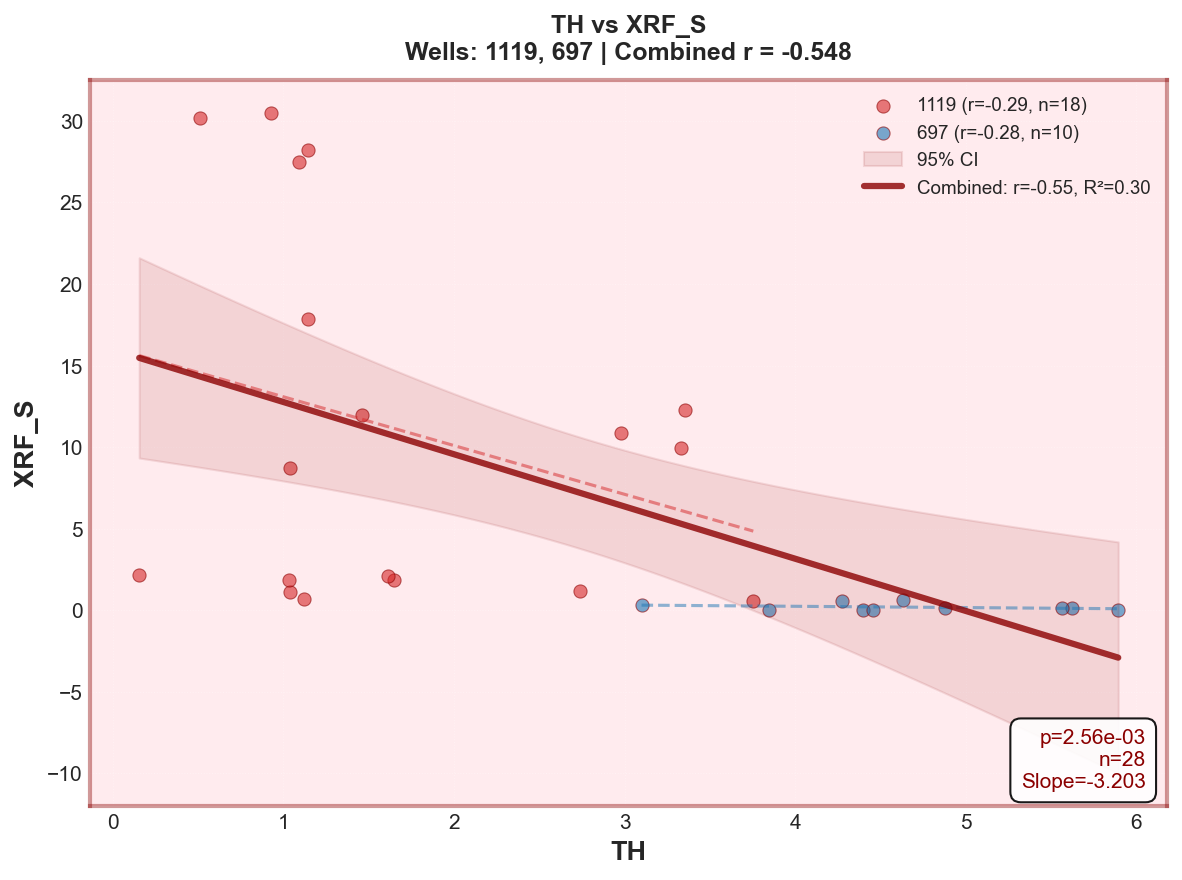 TH vs XRF_S
Wells: 1119, 697 | Combined r = -0.548
1119 (r=-0.29, n=18)
697 (r=-0.28, n=10)
95% CI
Combined: r=-0.55, R²=0.30
XRF_S
30
25
20
15
10
5
0
−5
−10
p=2.56e-03
n=28
Slope=-3.203
0 1 2 3 4 5 6
TH